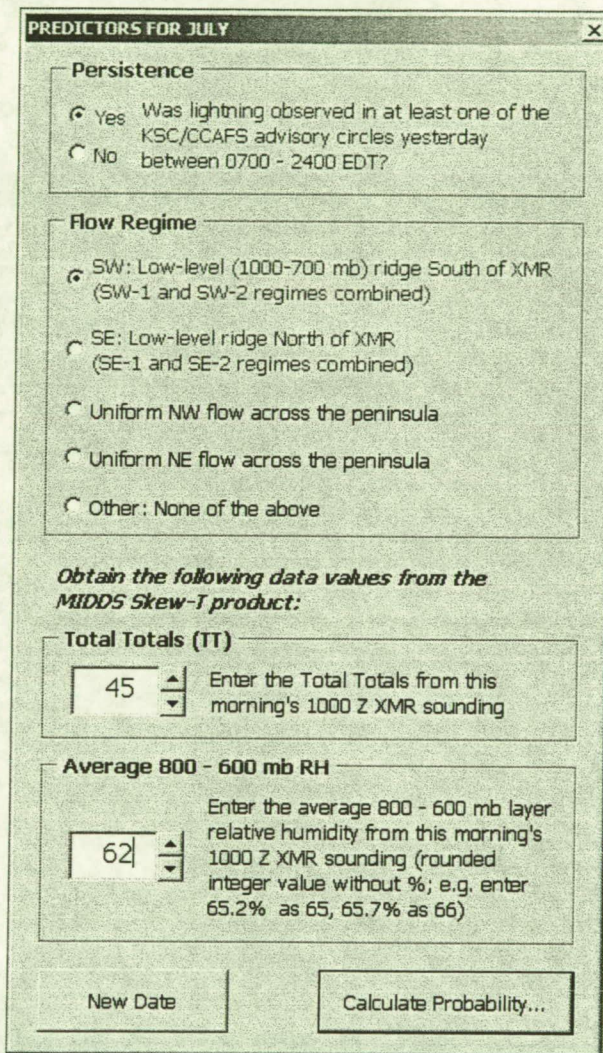 PREDICTORS FOR JULY
Persistence
Yes
No
Was lightning observed in at least one of the
KSC/CCAFS advisory circles yesterday
between 0700 - 2400 EDT?
Flow Regime
SW: Low-level (1000-700 mb) ridge South of XMR
(SW-1 and SW-2 regimes combined)
SE: Low-level ridge North of XMR
(SE-1 and SE-2 regimes combined)
Uniform NW flow across the peninsula
Uniform NE flow across the peninsula
Other: None of the above
Obtain the following data values from the
MIDDS Skew-T product:
Total Totals (TT)
45
Enter the Total Totals from this
morning's 1000 Z XMR sounding
Average 800 - 600 mb RH
62
Enter the average 800 - 600 mb layer
relative humidity from this morning's
1000 Z XMR sounding (rounded
integer value without %; e.g. enter
65.2% as 65, 65.7% as 66)
New Date
Calculate Probability...